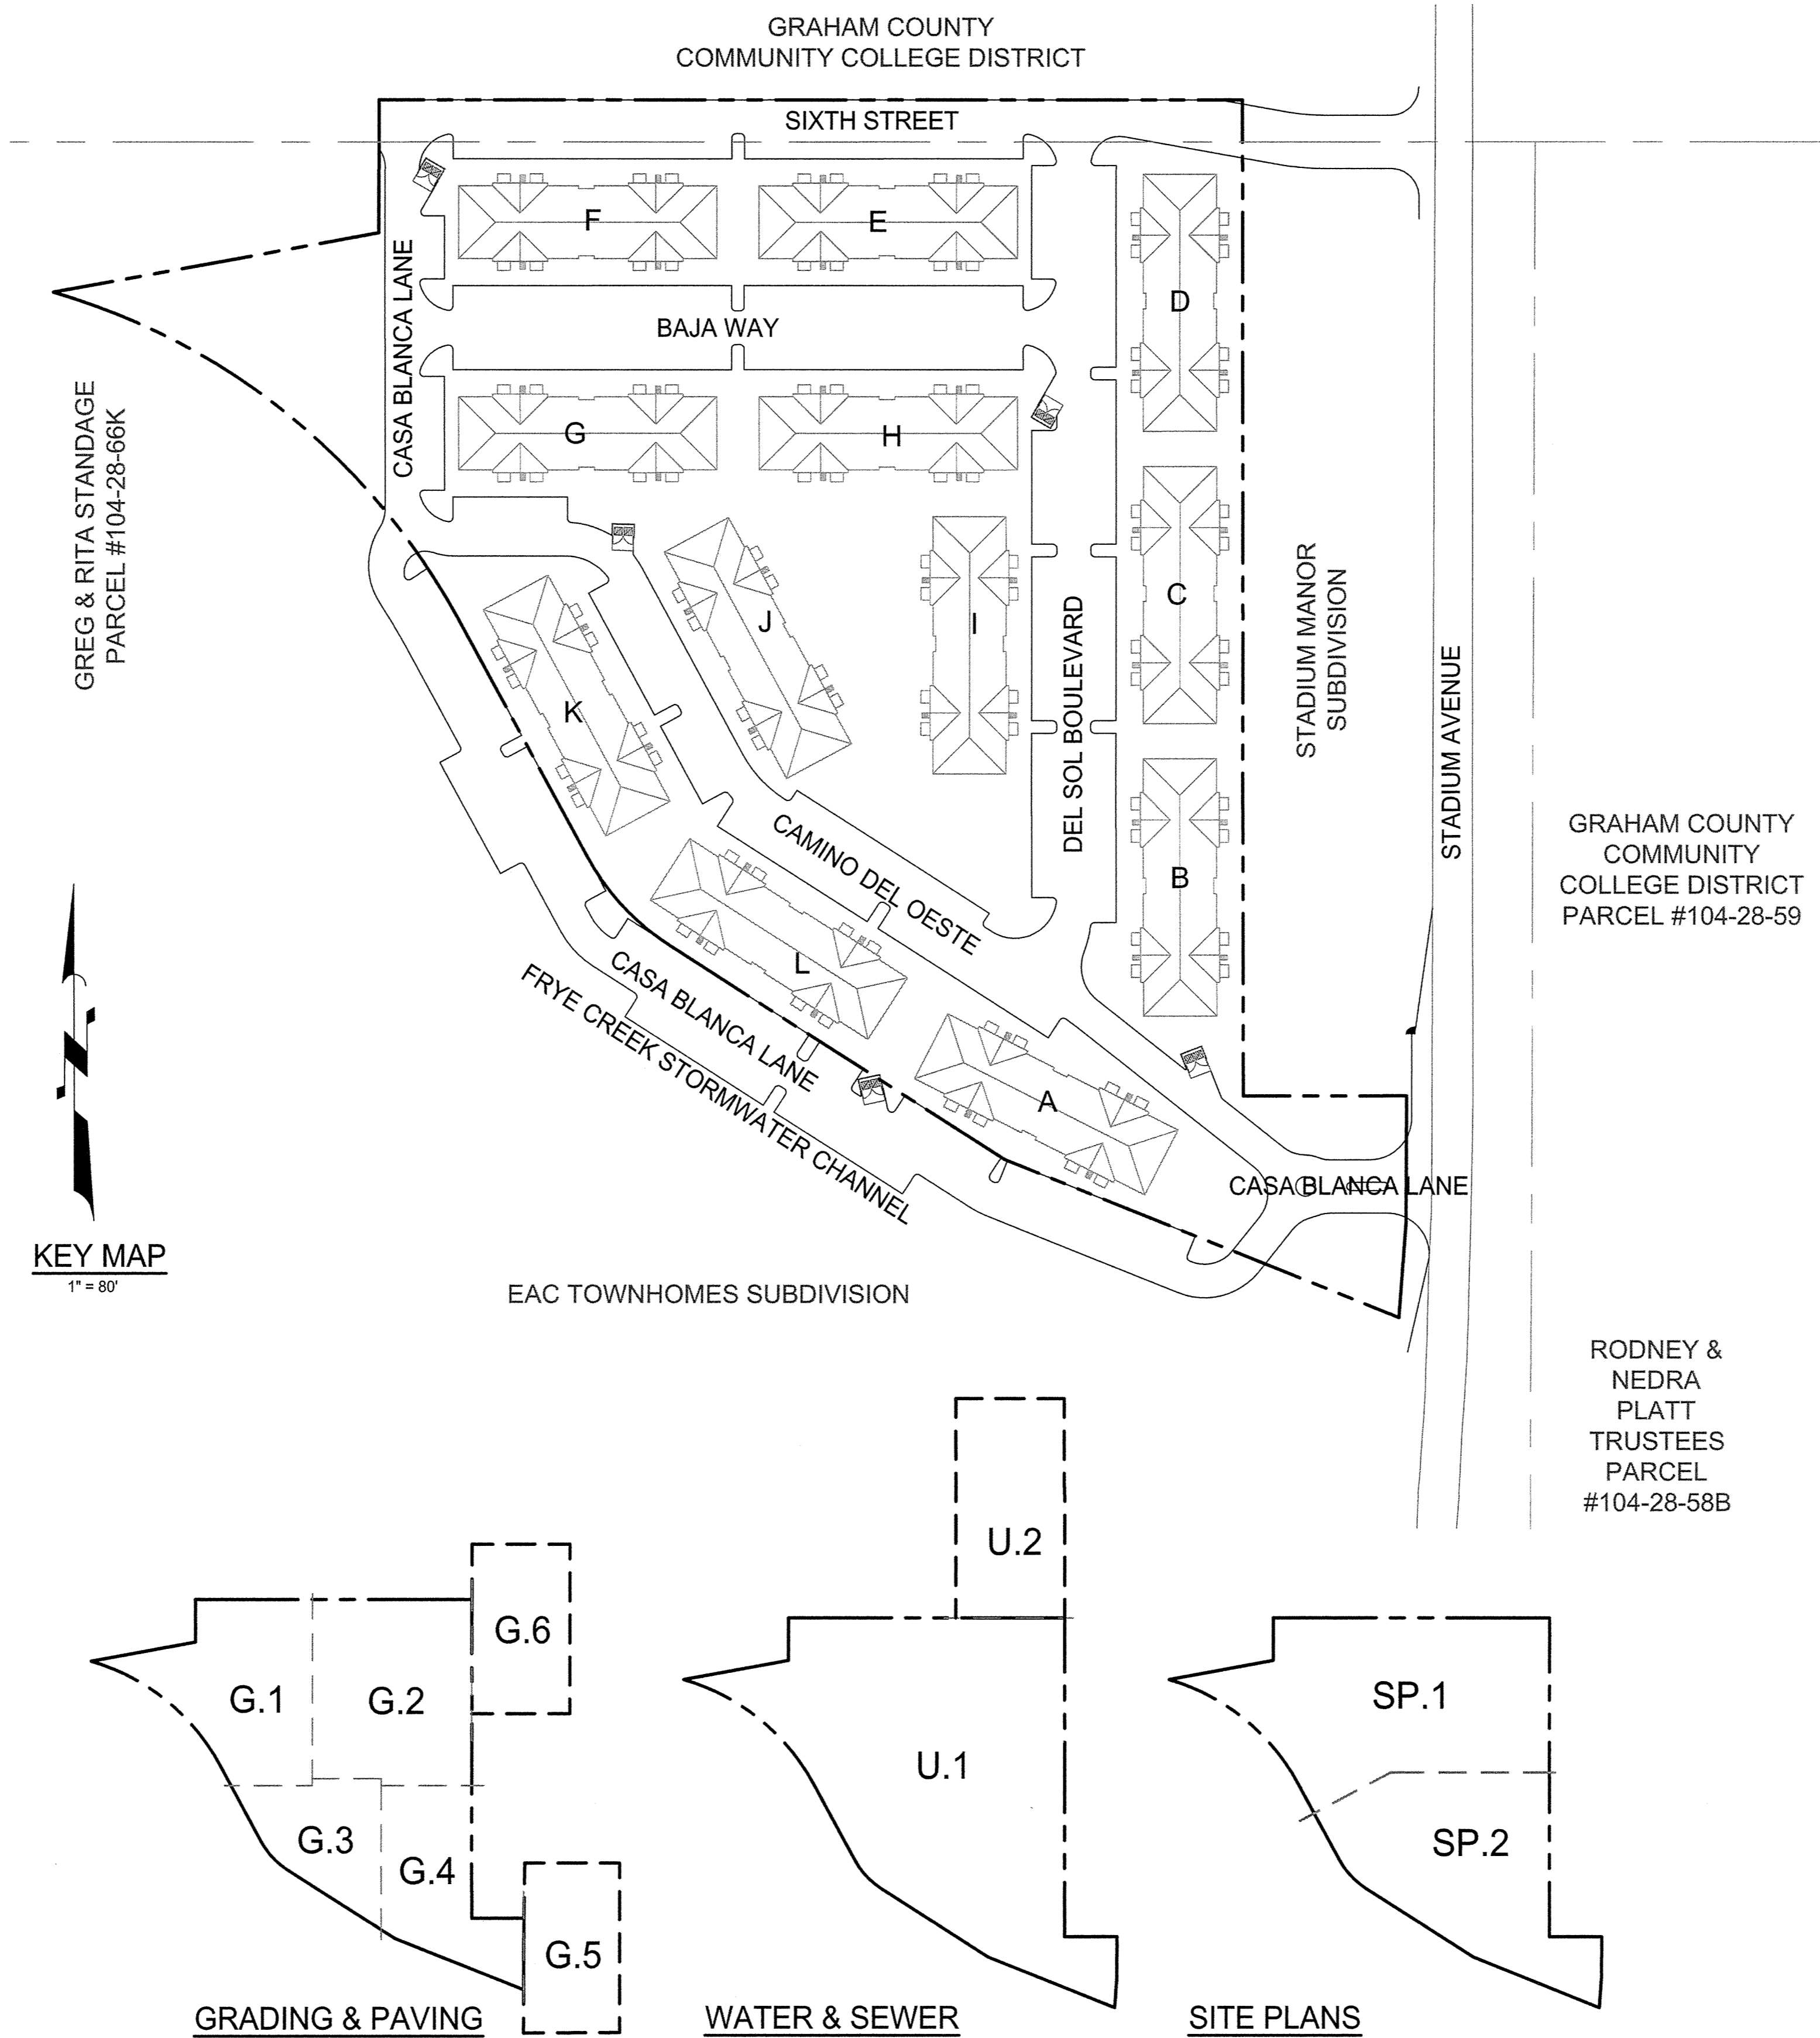 GRAHAM COUNTY
COMMUNITY COLLEGE DISTRICT
SIXTH STREET
F
E
D
CASA BLANCA LANE
BAJA WAY
G
H
GREG & RITA STANDAGE
PARCEL #104-28-66K
J
I
C
K
DEL SOL BOULEVARD
STADIUM MANOR
SUBDIVISION
STADIUM AVENUE
CAMINO DEL OESTE
B
GRAHAM COUNTY
COMMUNITY
COLLEGE DISTRICT
PARCEL #104-28-59
L
CASA BLANCA LANE
FRYE CREEK STORMWATER CHANNEL
A
CASA BLANCA LANE
KEY MAP
1" = 80'
EAC TOWNHOMES SUBDIVISION
RODNEY &
NEDRA
PLATT
TRUSTEES
PARCEL
#104-28-58B
G.6
G.1
G.2
G.3
G.4
G.5
GRADING & PAVING
U.2
U.1
WATER & SEWER
SP.1
SP.2
SITE PLANS